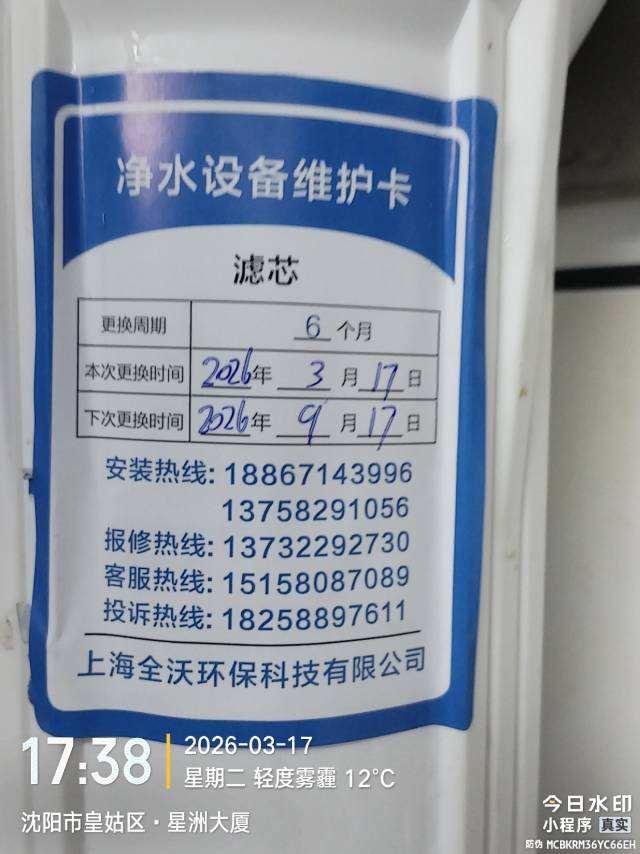 净水设备维护卡
滤芯
更换周期 6 个月
本次更换时间 2026年 3 月 17 日
下次更换时间 2026年 9 月 17 日
安装热线: 18867143996
13758291056
报修热线: 13732292730
客服热线: 15158087089
投诉热线: 18258897611
上海全沃环保科技有限公司
17:38 2026-03-17
星期二 轻度雾霾 12°C
沈阳市皇姑区·星洲大厦
今日水印
小程序 真实
防伪 MCBKRM36YC66EH